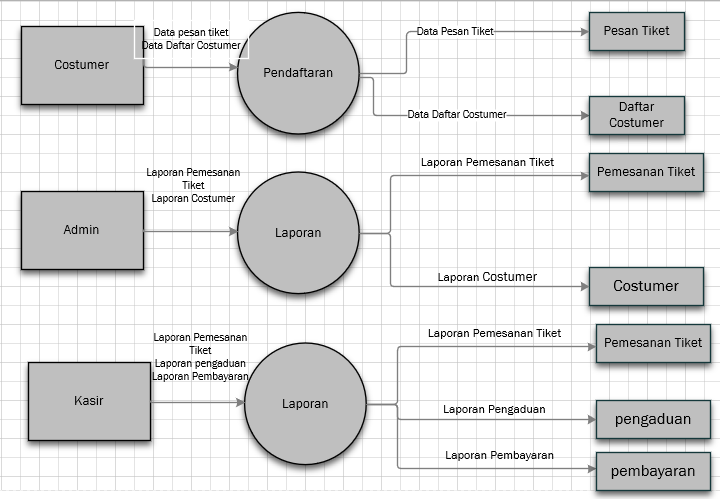 Data pesan tiket
Data Daftar Costumer
Costumer
Pendaftaran
Data Pesan Tiket
Pesan Tiket
Data Daftar Costumer
Daftar
Costumer
Laporan Pemesanan
Tiket
Laporan Costumer
Admin
Laporan
Laporan Pemesanan Tiket
Pemesanan Tiket
Laporan Costumer
Costumer
Laporan Pemesanan
Tiket
Laporan pengaduan
Laporan Pembayaran
Kasir
Laporan
Laporan Pemesanan Tiket
Pemesanan Tiket
Laporan Pengaduan
pengaduan
Laporan Pembayaran
pembayaran